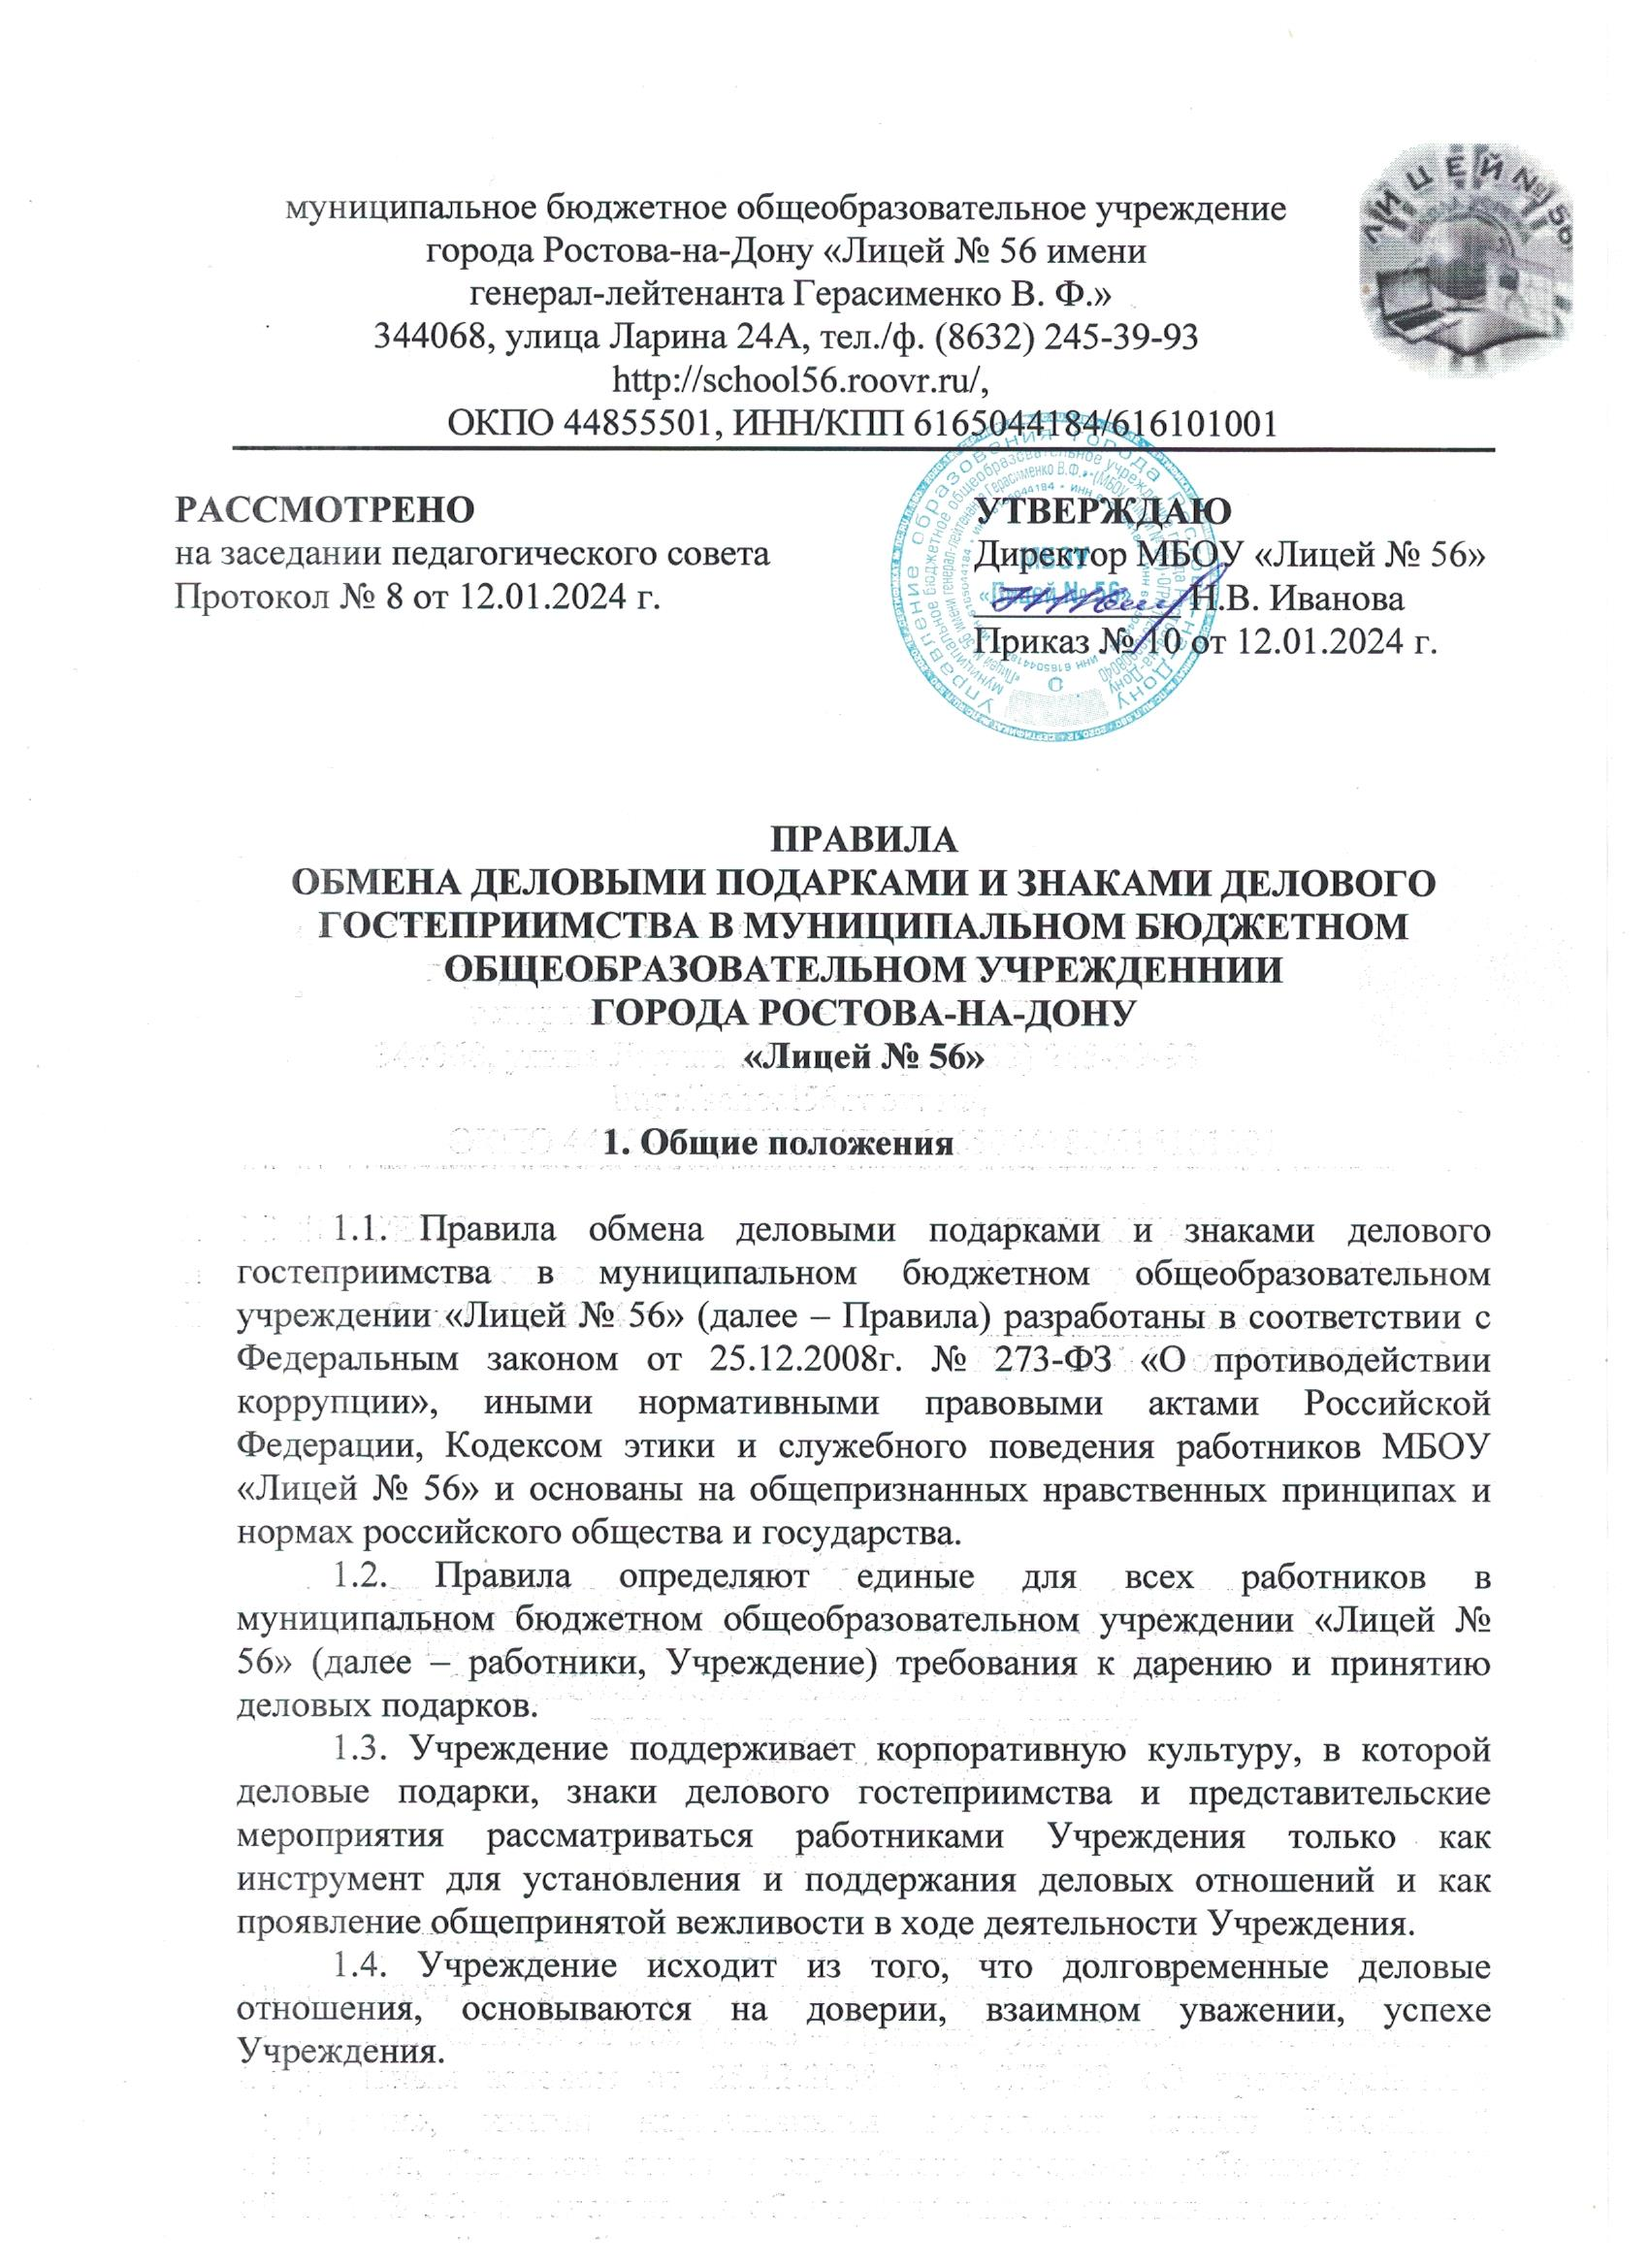 ЛИЦЕЙ № 56
муниципальное бюджетное общеобразовательное учреждение
города Ростова-на-Дону «Лицей № 56 имени
генерал-лейтенанта Герасименко В. Ф.»
344068, улица Ларина 24А, тел./ф. (8632) 245-39-93
http://school56.roovr.ru/,
ОКПО 44855501, ИНН/КПП 6165044184/616101001
РАССМОТРЕНО
на заседании педагогического совета
Протокол № 8 от 12.01.2024 г.
УТВЕРЖДАЮ
Директор МБОУ «Лицей № 56»
Н.В. Иванова
Приказ № 10 от 12.01.2024 г.
МБОУ
«Лицей № 56»
ПРАВИЛА
ОБМЕНА ДЕЛОВЫМИ ПОДАРКАМИ И ЗНАКАМИ ДЕЛОВОГО
ГОСТЕПРИИМСТВА В МУНИЦИПАЛЬНОМ БЮДЖЕТНОМ
ОБЩЕОБРАЗОВАТЕЛЬНОМ УЧРЕЖДЕННИИ
ГОРОДА РОСТОВА-НА-ДОНУ
«Лицей № 56»
1. Общие положения
1.1. Правила обмена деловыми подарками и знаками делового
гостеприимства в муниципальном бюджетном общеобразовательном
учреждении «Лицей № 56» (далее – Правила) разработаны в соответствии с
Федеральным законом от 25.12.2008г. № 273-ФЗ «О противодействии
коррупции», иными нормативными правовыми актами Российской
Федерации, Кодексом этики и служебного поведения работников МБОУ
«Лицей № 56» и основаны на общепризнанных нравственных принципах и
нормах российского общества и государства.
1.2. Правила определяют единые для всех работников в
муниципальном бюджетном общеобразовательном учреждении «Лицей №
56» (далее – работники, Учреждение) требования к дарению и принятию
деловых подарков.
1.3. Учреждение поддерживает корпоративную культуру, в которой
деловые подарки, знаки делового гостеприимства и представительские
мероприятия рассматриваться работниками Учреждения только как
инструмент для установления и поддержания деловых отношений и как
проявление общепринятой вежливости в ходе деятельности Учреждения.
1.4. Учреждение исходит из того, что долговременные деловые
отношения, основываются на доверии, взаимном уважении, успехе
Учреждения.